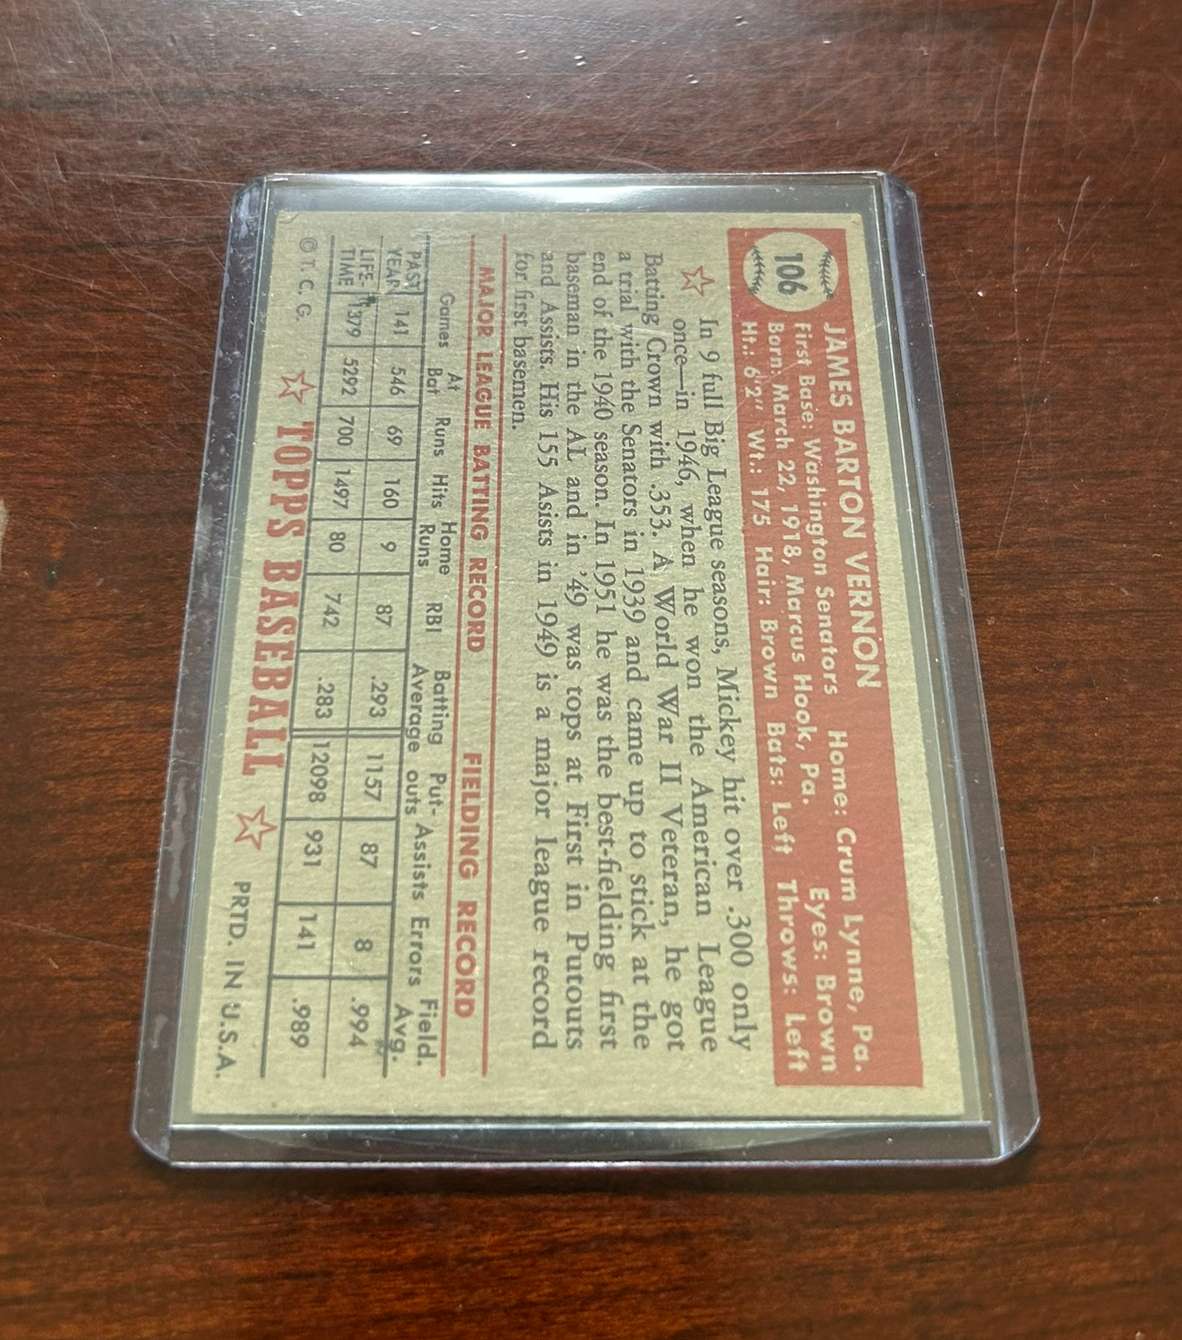 106
JAMES BARTON VERNON
First Base: Washington Senators Home: Crum Lynne, Pa.
Born: March 22, 1918, Marcus Hook, Pa. Eyes: Brown
Ht.: 6'2" Wt.: 175 Hair: Brown Bats: Left Throws: Left
In 9 full Big League seasons, Mickey hit over .300 only
once—in 1946, when he won the American League
Batting Crown with .353. A World War II Veteran, he got
a trial with the Senators in 1939 and came up to stick at the
end of the 1940 season. In 1951 he was the best-fielding first
baseman in the AL and in '49 was tops at First in Putouts
and Assists. His 155 Asists in 1949 is a major league record
for first basemen.
MAJOR LEAGUE BATTING RECORD FIELDING RECORD
Games At Bat Runs Hits Home Runs RBI Batting Average Put-outs Assists Errors Field. Avg.
PAST YEAR 141 546 69 160 9 87 .293 1157 87 8 .994
LIFE-TIME 1379 5292 700 1497 80 742 .283 12098 931 141 .989
© T. C. G. TOPPS BASEBALL PRTD. IN U.S.A.